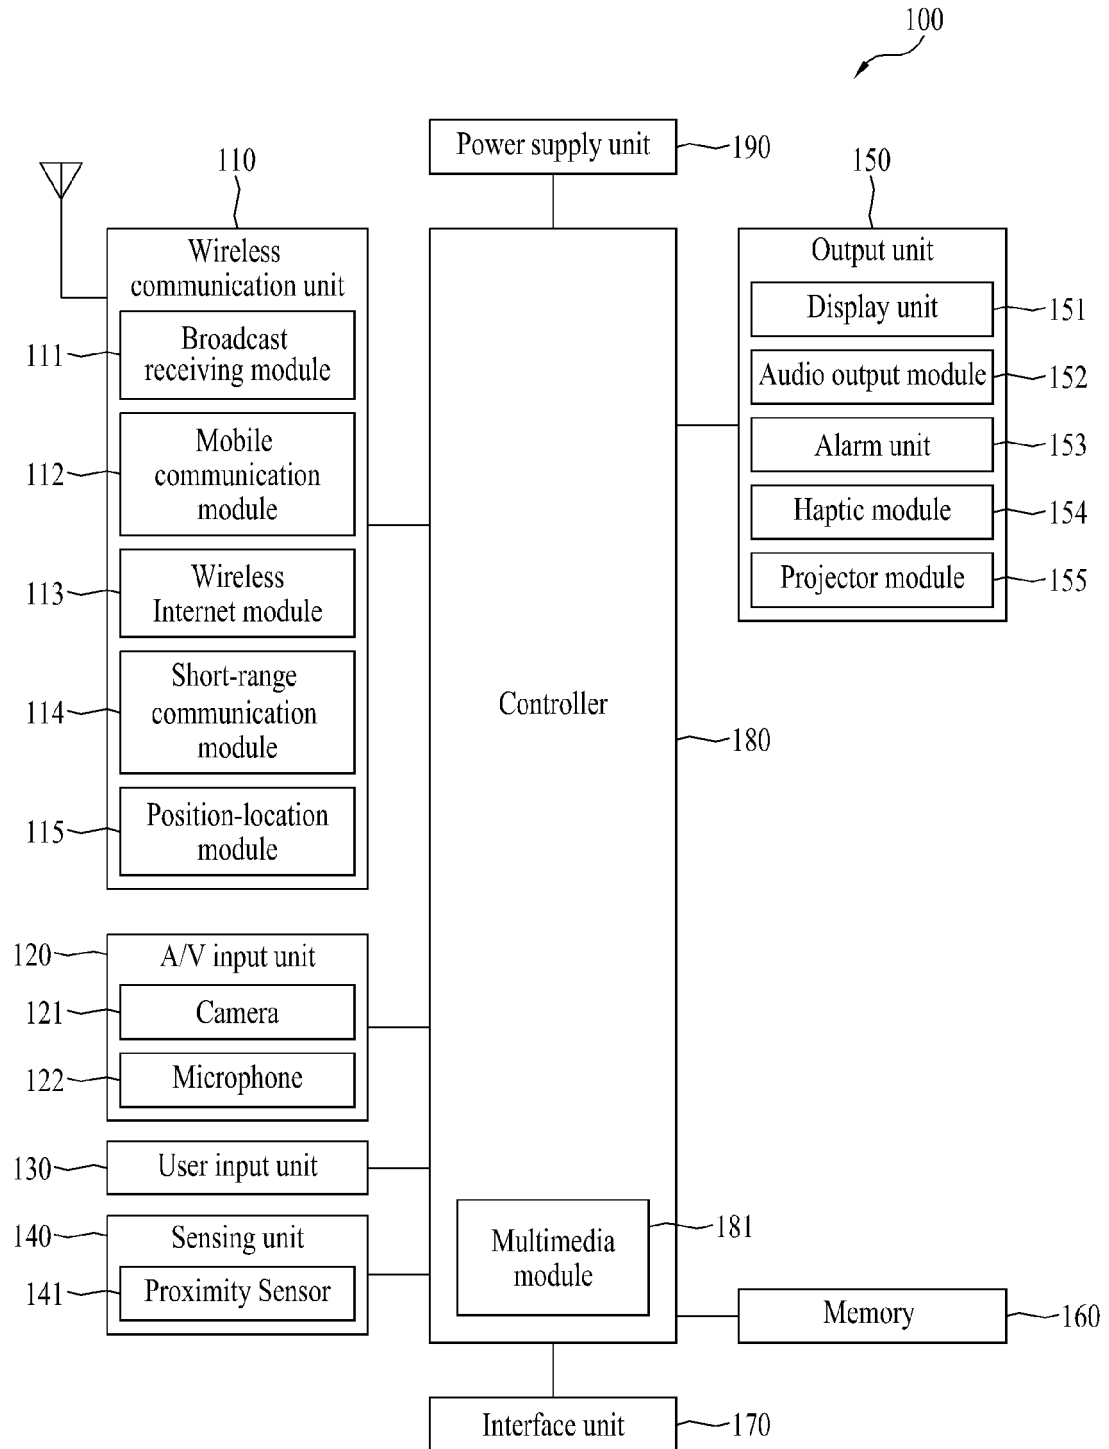 100
Power supply unit
190
110
Wireless
communication unit
111
Broadcast
receiving module
112
Mobile
communication
module
113
Wireless
Internet module
114
Short-range
communication
module
115
Position-location
module
120
A/V input unit
121
Camera
122
Microphone
130
User input unit
140
Sensing unit
141
Proximity Sensor
Controller
180
Multimedia
module
181
150
Output unit
Display unit
151
Audio output module
152
Alarm unit
153
Haptic module
154
Projector module
155
Memory
160
Interface unit
170